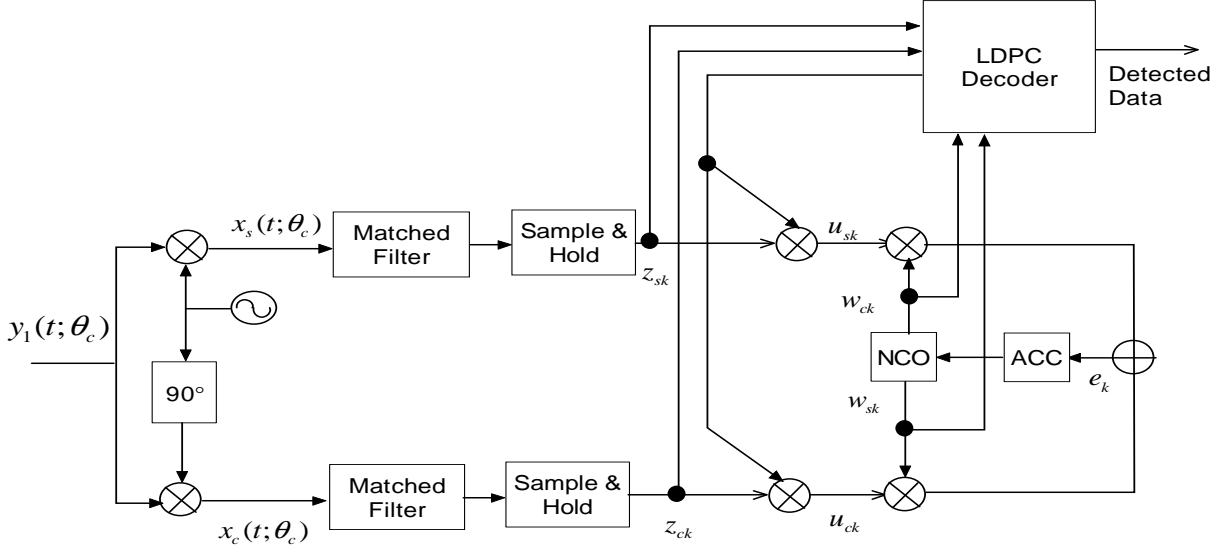 LDPC
Decoder
Detected
Data
x_s(t;θ_c)
Matched
Filter
Sample &
Hold
z_sk
u_sk
w_ck
y_1(t;θ_c)
90°
NCO
ACC
e_k
w_sk
Matched
Filter
Sample &
Hold
x_c(t;θ_c)
z_ck
u_ck